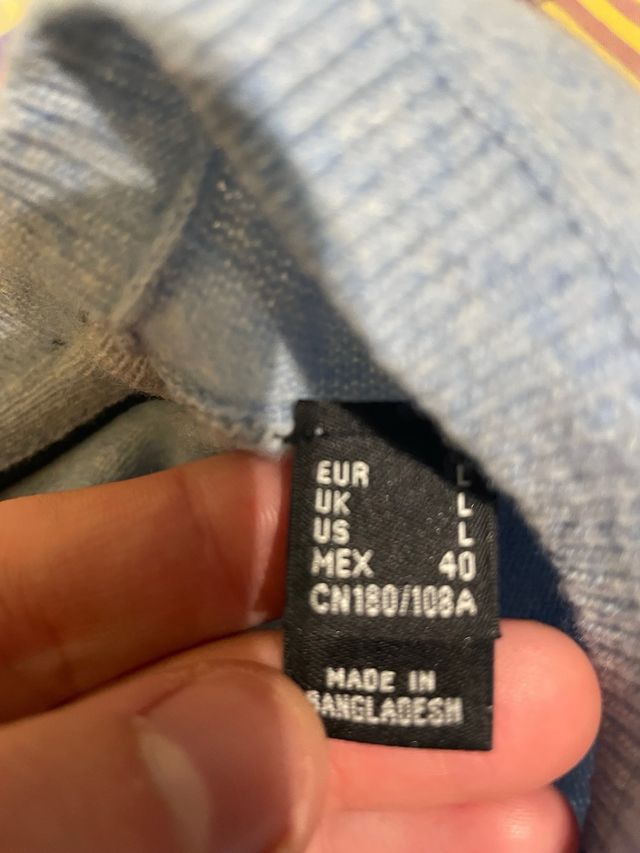 EUR L
UK L
US L
MEX 40
CN180/108A
MADE IN
BANGLADESH